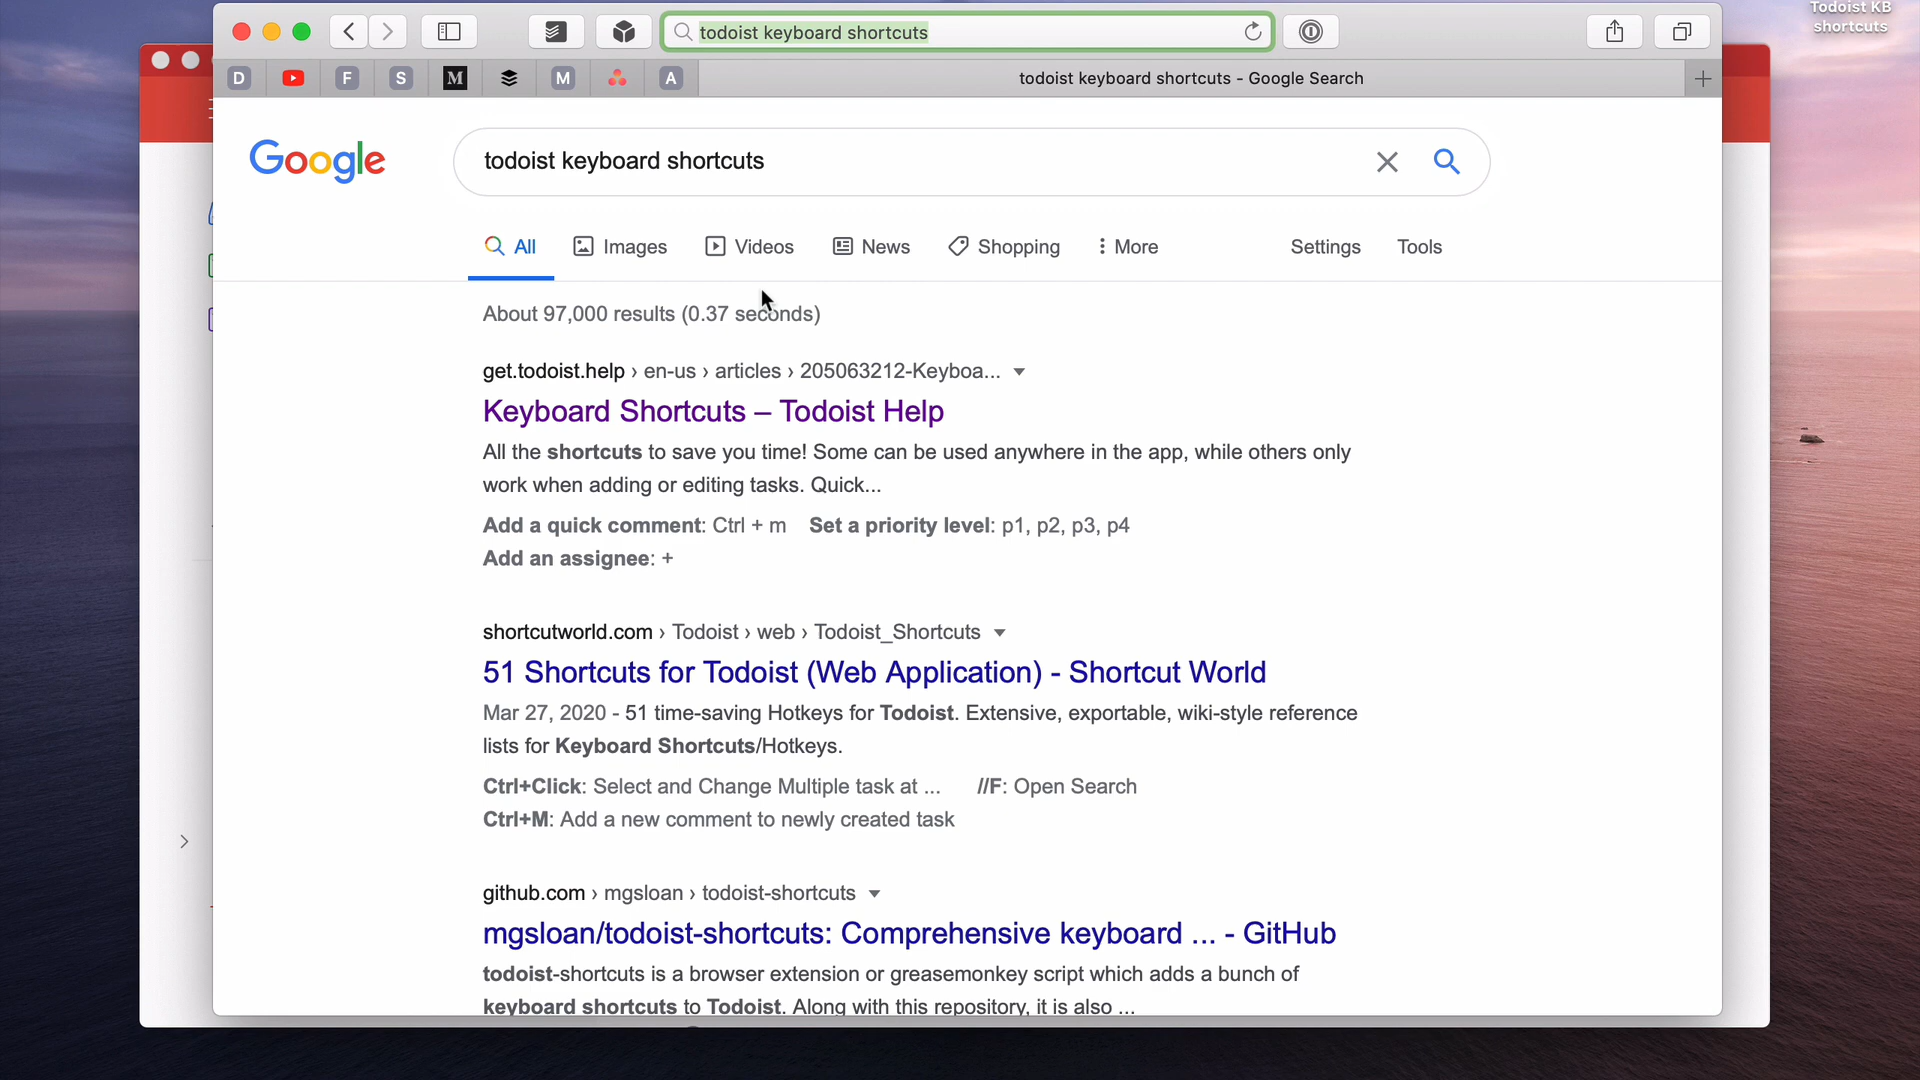 Todoist KB
shortcuts
todoist keyboard shortcuts
D F S M M A todoist keyboard shortcuts - Google Search
Google todoist keyboard shortcuts
All Images Videos News Shopping More Settings Tools
About 97,000 results (0.37 seconds)
get.todoist.help › en-us › articles › 205063212-Keyboa...
Keyboard Shortcuts – Todoist Help
All the shortcuts to save you time! Some can be used anywhere in the app, while others only
work when adding or editing tasks. Quick...
Add a quick comment: Ctrl + m Set a priority level: p1, p2, p3, p4
Add an assignee: +
shortcutworld.com › Todoist › web › Todoist_Shortcuts
51 Shortcuts for Todoist (Web Application) - Shortcut World
Mar 27, 2020 - 51 time-saving Hotkeys for Todoist. Extensive, exportable, wiki-style reference
lists for Keyboard Shortcuts/Hotkeys.
Ctrl+Click: Select and Change Multiple task at ... //F: Open Search
Ctrl+M: Add a new comment to newly created task
github.com › mgsloan › todoist-shortcuts
mgsloan/todoist-shortcuts: Comprehensive keyboard ... - GitHub
todoist-shortcuts is a browser extension or greasemonkey script which adds a bunch of
keyboard shortcuts to Todoist. Along with this repository, it is also ...